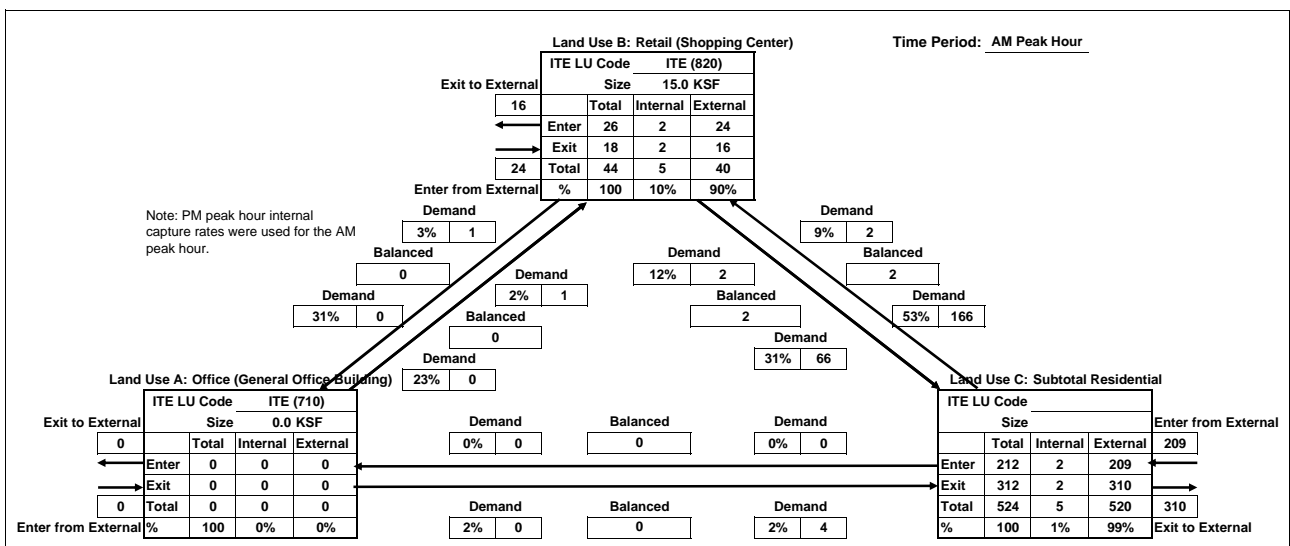 Land Use B: Retail (Shopping Center)
Time Period: AM Peak Hour
ITE LU Code ITE (820)
Exit to External Size 15.0 KSF
16 Total Internal External
Enter 26 2 24
Exit 18 2 16
24 Total 44 5 40
Enter from External % 100 10% 90%
Note: PM peak hour internal
capture rates were used for the AM
peak hour.
Demand
3% 1
Balanced
0
Demand
31% 0
Demand
2% 1
Balanced
0
Demand
23% 0
Demand
12% 2
Balanced
2
Demand
31% 66
Demand
9% 2
Balanced
2
Demand
53% 166
Land Use A: Office (General Office Building)
ITE LU Code ITE (710)
Exit to External Size 0.0 KSF
0 Total Internal External
Enter 0 0 0
Exit 0 0 0
0 Total 0 0 0
Enter from External % 100 0% 0%
Demand Balanced Demand
0% 0 0 0% 0
Demand Balanced Demand
2% 0 0 2% 4
Land Use C: Subtotal Residential
ITE LU Code
Size Enter from External
Total Internal External 209
Enter 212 2 209
Exit 312 2 310
Total 524 5 520 310
% 100 1% 99% Exit to External